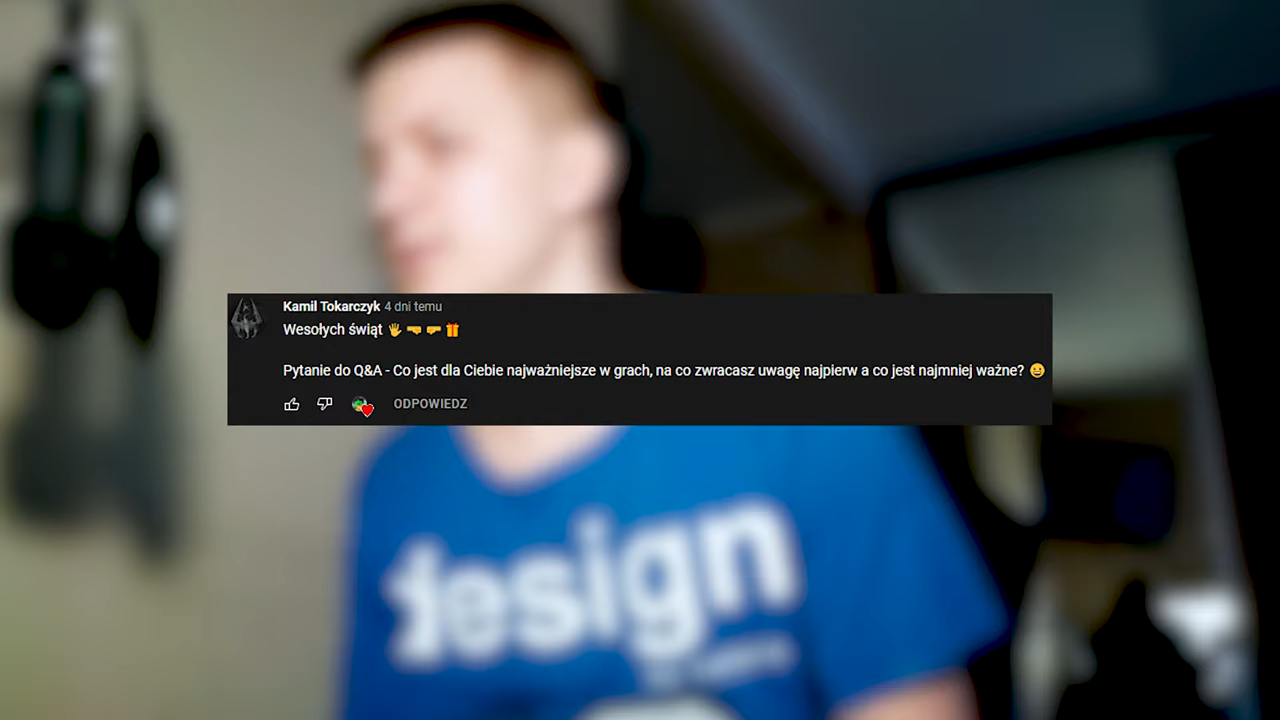 Kamil Tokarczyk 4 dni temu
Wesołych świąt 🖐🤜🤛🎁
Pytanie do Q&A - Co jest dla Ciebie najważniejsze w grach, na co zwracasz uwagę najpierw a co jest najmniej ważne? 😀
ODPOWIEDZ
design